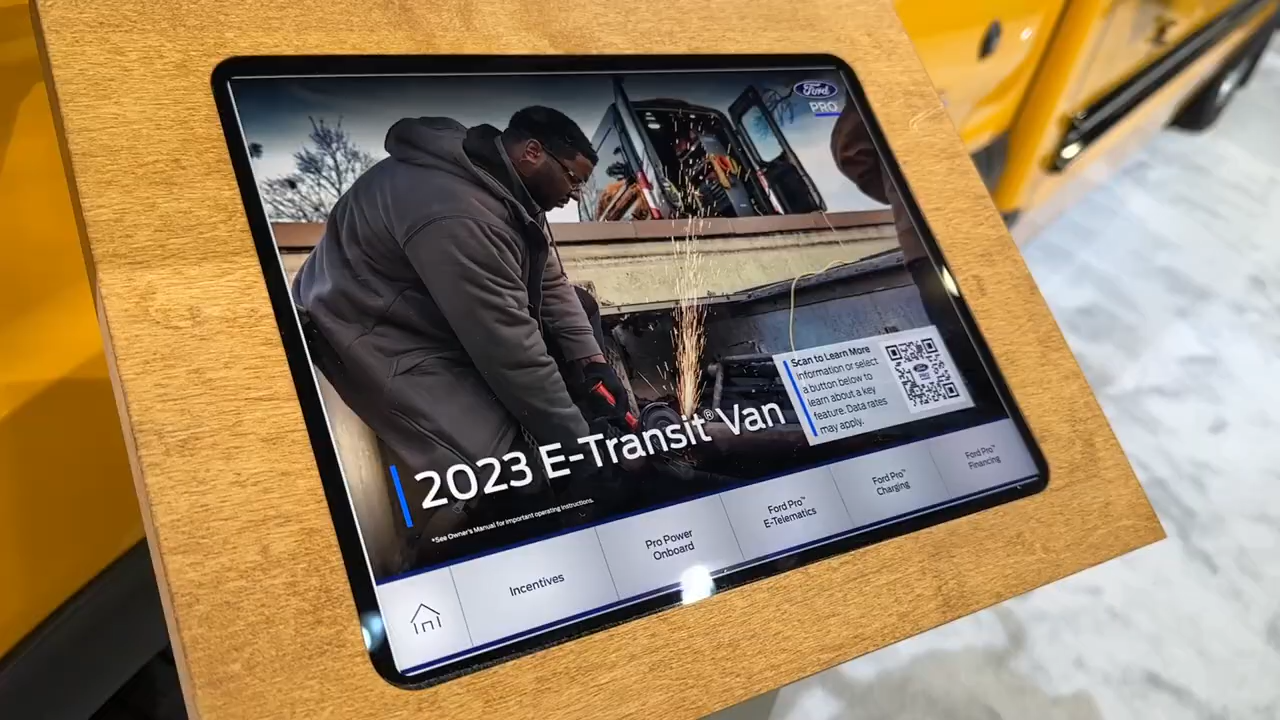 Ford
PRO
Scan to Learn More
information or select
a button below to
learn about a key
feature. Data rates
may apply.
2023 E-Transit® Van
*See Owner's Manual for important operating instructions.
Incentives
Pro Power
Onboard
Ford Pro™
E-Telematics
Ford Pro™
Charging
Ford Pro™
Financing